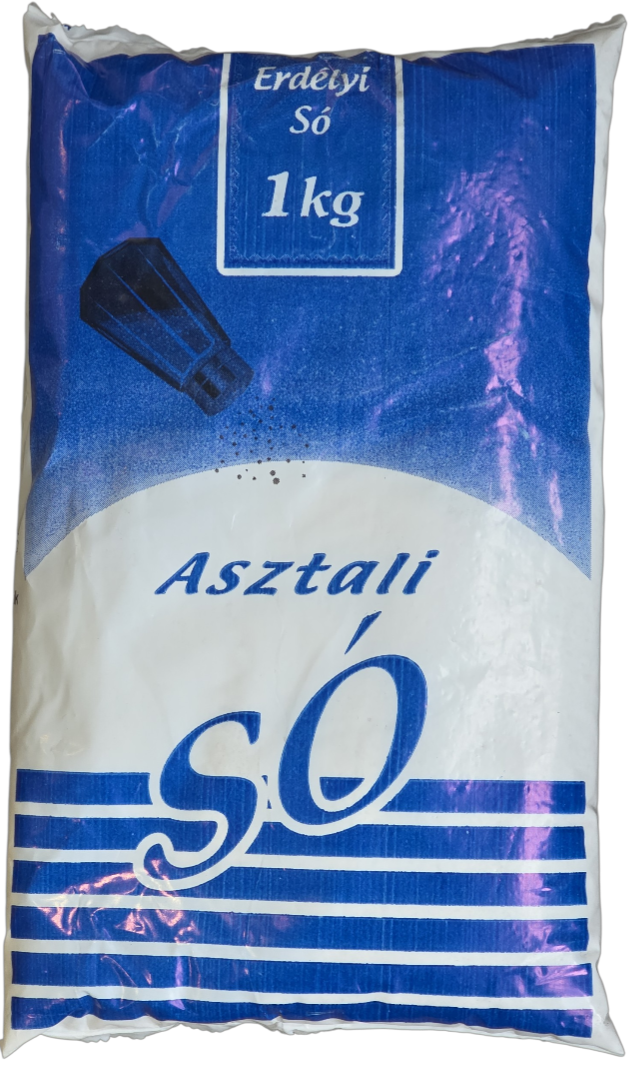 Erdélyi
Só
1kg
Asztali
SÓ